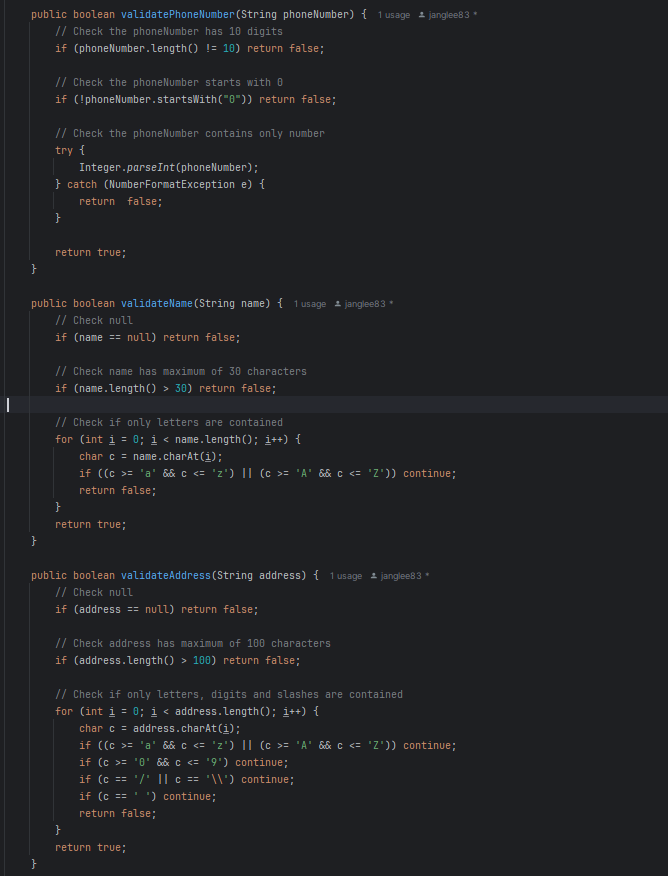 public boolean validatePhoneNumber(String phoneNumber) { 1 usage janglee83 *
// Check the phoneNumber has 10 digits
if (phoneNumber.length() != 10) return false;
// Check the phoneNumber starts with 0
if (!phoneNumber.startsWith("0")) return false;
// Check the phoneNumber contains only number
try {
Integer.parseInt(phoneNumber);
} catch (NumberFormatException e) {
return  false;
}
return true;
}
public boolean validateName(String name) { 1 usage janglee83 *
// Check null
if (name == null) return false;
// Check name has maximum of 30 characters
if (name.length() > 30) return false;
// Check if only letters are contained
for (int i = 0; i < name.length(); i++) {
char c = name.charAt(i);
if ((c >= 'a' && c <= 'z') || (c >= 'A' && c <= 'Z')) continue;
return false;
}
return true;
}
public boolean validateAddress(String address) { 1 usage janglee83 *
// Check null
if (address == null) return false;
// Check address has maximum of 100 characters
if (address.length() > 100) return false;
// Check if only letters, digits and slashes are contained
for (int i = 0; i < address.length(); i++) {
char c = address.charAt(i);
if ((c >= 'a' && c <= 'z') || (c >= 'A' && c <= 'Z')) continue;
if (c >= '0' && c <= '9') continue;
if (c == '/' || c == '\\') continue;
if (c == ' ') continue;
return false;
}
return true;
}